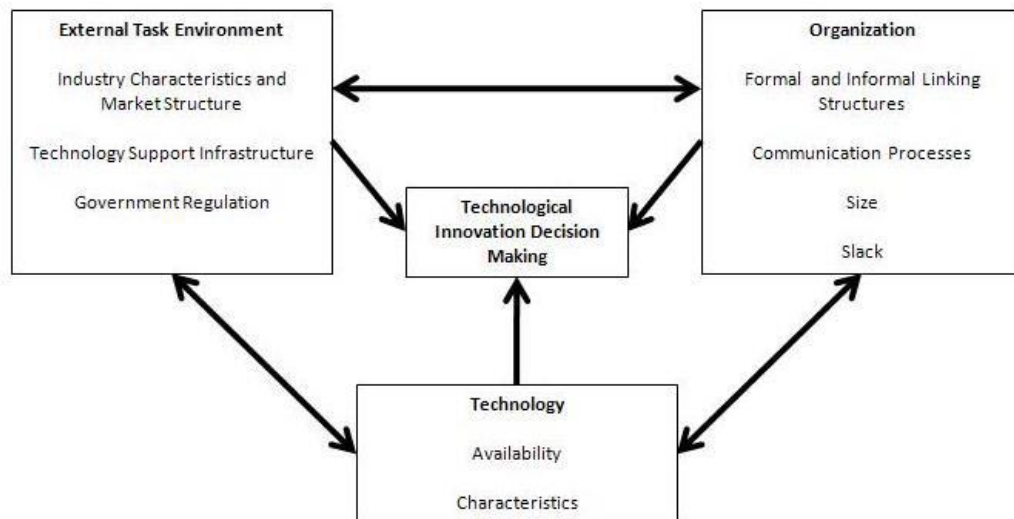 External Task Environment
Industry Characteristics and
Market Structure
Technology Support Infrastructure
Government Regulation
Organization
Formal and Informal Linking
Structures
Communication Processes
Size
Slack
Technological
Innovation Decision
Making
Technology
Availability
Characteristics